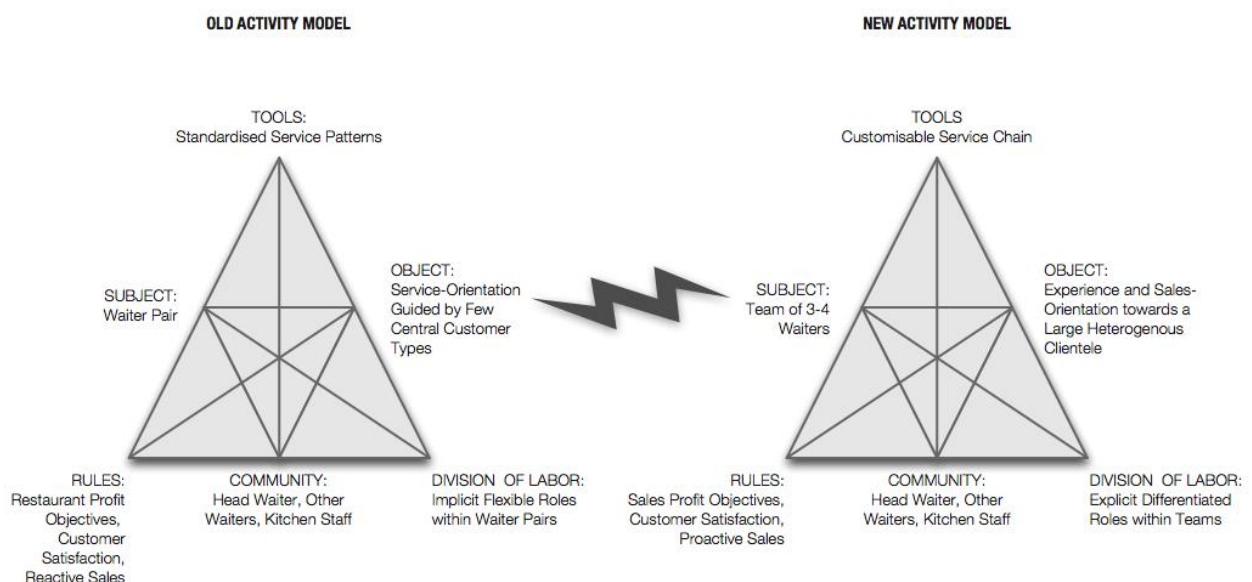 OLD ACTIVITY MODEL
TOOLS:
Standardised Service Patterns
SUBJECT:
Waiter Pair
OBJECT:
Service-Orientation
Guided by Few
Central Customer
Types
RULES:
Restaurant Profit
Objectives,
Customer
Satisfaction,
Reactive Sales
COMMUNITY:
Head Waiter, Other
Waiters, Kitchen Staff
DIVISION OF LABOR:
Implicit Flexible Roles
within Waiter Pairs
NEW ACTIVITY MODEL
TOOLS
Customisable Service Chain
SUBJECT:
Team of 3-4
Waiters
OBJECT:
Experience and Sales-
Orientation towards a
Large Heterogenous
Clientele
RULES:
Sales Profit Objectives,
Customer Satisfaction,
Proactive Sales
COMMUNITY:
Head Waiter, Other
Waiters, Kitchen Staff
DIVISION OF LABOR:
Explicit Differentiated
Roles within Teams